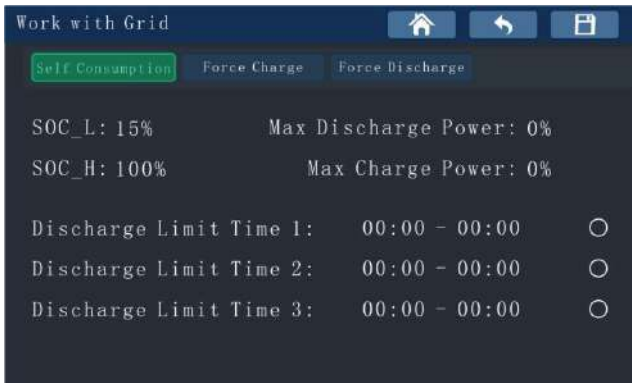 Work with Grid
Self Consumption Force Charge Force Discharge
SOC_L: 15% Max Discharge Power: 0%
SOC_H: 100% Max Charge Power: 0%
Discharge Limit Time 1: 00:00 - 00:00
Discharge Limit Time 2: 00:00 - 00:00
Discharge Limit Time 3: 00:00 - 00:00